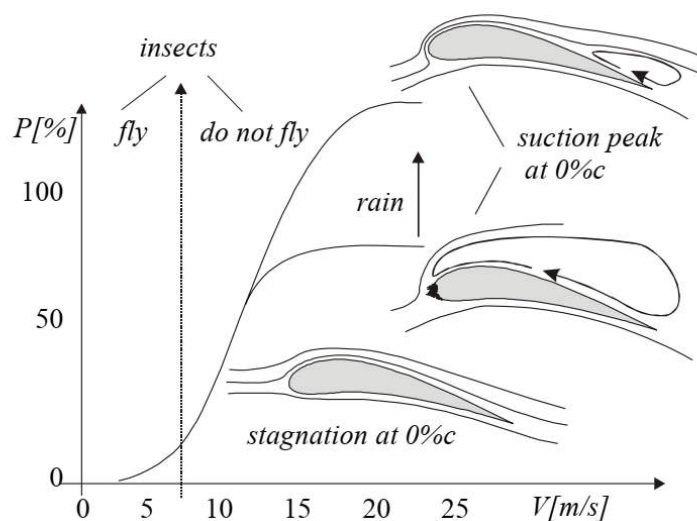 insects
P[%]
fly
do not fly
suction peak
at 0%c
100
rain
50
stagnation at 0%c
0
0 5 10 15 20 25 V[m/s]